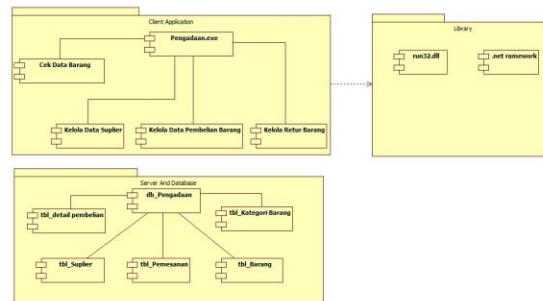 Client Application
Pengadaan.exe
Cek Data Barang
Kelola Data Suplier
Kelola Data Pembelian Barang
Kelola Retur Barang
Library
run32.dll
.net ramework
Server And Database
db_Pengadaan
tbl_detail pembelian
tbl_Kategori Barang
tbl_Suplier
tbl_Pemesanan
tbl_Barang